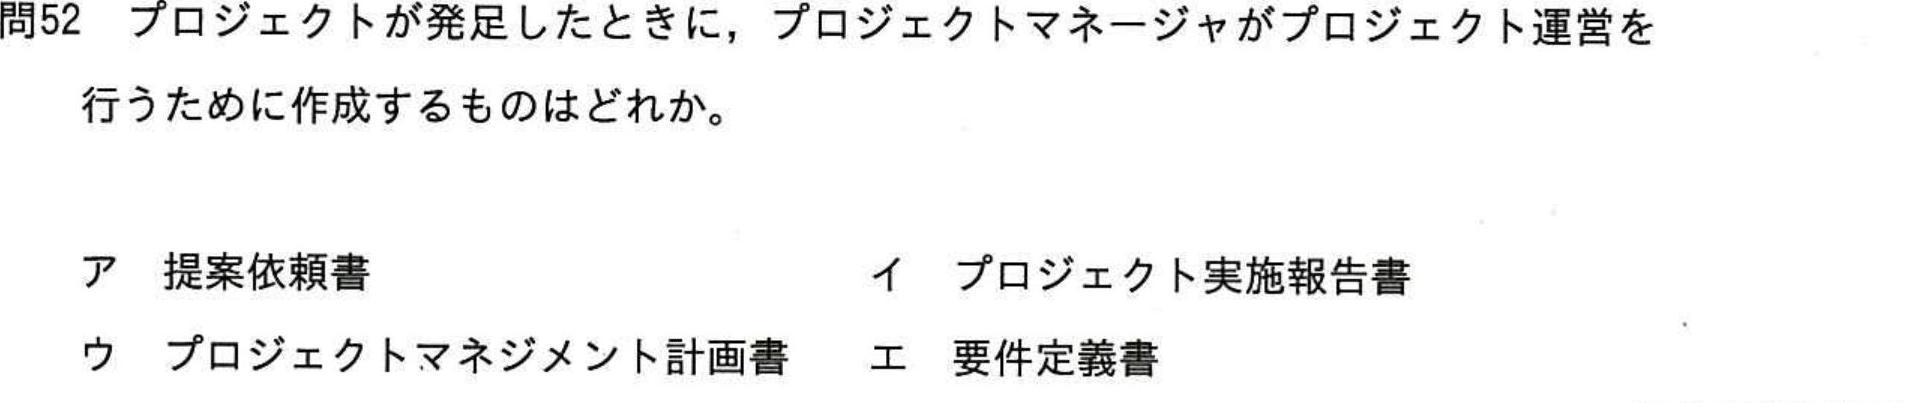 問52　プロジェクトが発足したときに，プロジェクトマネージャがプロジェクト運営を
行うために作成するものはどれか。
ア　提案依頼書　イ　プロジェクト実施報告書
ウ　プロジェクトマネジメント計画書　エ　要件定義書